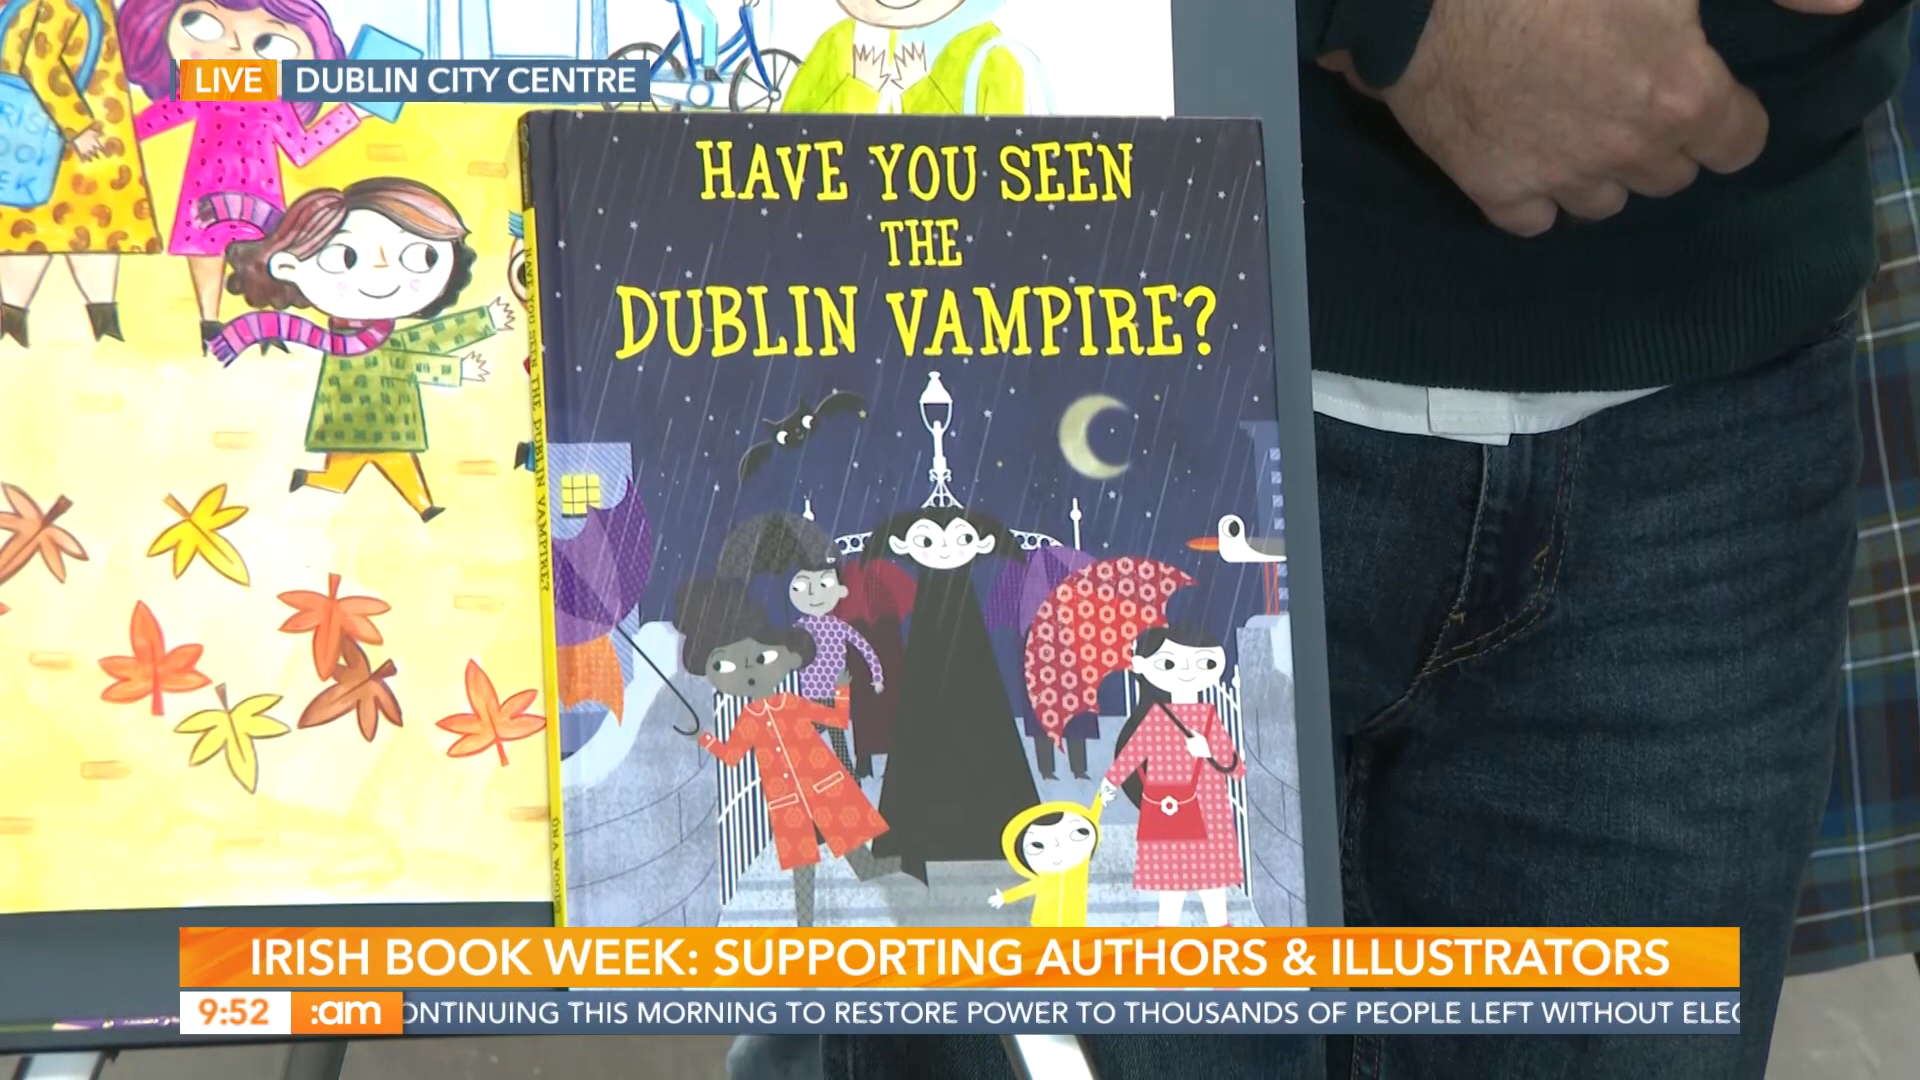 LIVE DUBLIN CITY CENTRE
HAVE YOU SEEN
THE
DUBLIN VAMPIRE?
HAVE YOU SEEN THE DUBLIN VAMPIRE?
IRISH BOOK WEEK: SUPPORTING AUTHORS & ILLUSTRATORS
9:52 :am ONTINUING THIS MORNING TO RESTORE POWER TO THOUSANDS OF PEOPLE LEFT WITHOUT ELEC